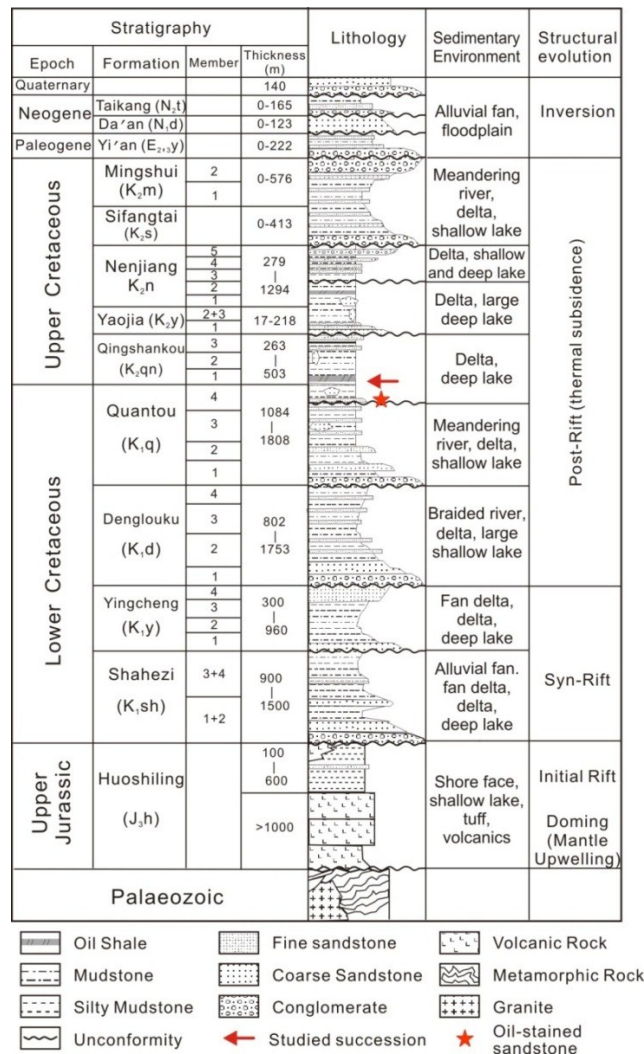 Stratigraphy
Lithology
Sedimentary Environment
Structural evolution
Epoch
Formation
Member
Thickness (m)
Quaternary
140
Neogene
Taikang (N₂t)
0-165
Da'an (N₁d)
0-123
Paleogene
Yi'an (E₂₊₃y)
0-222
Alluvial fan,
floodplain
Inversion
Upper Cretaceous
Mingshui
(K₂m)
2
1
0-576
Sifangtai
(K₂s)
0-413
Meandering
river,
delta,
shallow lake
Nenjiang
K₂n
5
4
3
2
1
279
1294
Delta, shallow
and deep lake
Delta, large
deep lake
Yaojia (K₂y)
2+3
1
17-218
Qingshankou
(K₂qn)
3
2
1
263
503
Delta,
deep lake
Post-Rift (thermal subsidence)
Lower Cretaceous
Quantou
(K₁q)
4
3
2
1
1084
1808
Meandering
river, delta,
shallow lake
Denglouku
(K₁d)
4
3
2
1
802
1753
Braided river,
delta, large
shallow lake
Yingcheng
(K₁y)
4
3
2
1
300
960
Fan delta,
delta,
deep lake
Shahezi
(K₁sh)
3+4
1+2
900
1500
Alluvial fan.
fan delta,
delta,
deep lake
Syn-Rift
Upper
Jurassic
Huoshiling
(J₃h)
100
600
>1000
Shore face,
shallow lake,
tuff,
volcanics
Initial Rift
Doming
(Mantle
Upwelling)
Palaeozoic
Oil Shale
Fine sandstone
Volcanic Rock
Mudstone
Coarse Sandstone
Metamorphic Rock
Silty Mudstone
Conglomerate
Granite
Unconformity
Studied succession
Oil-stained
sandstone